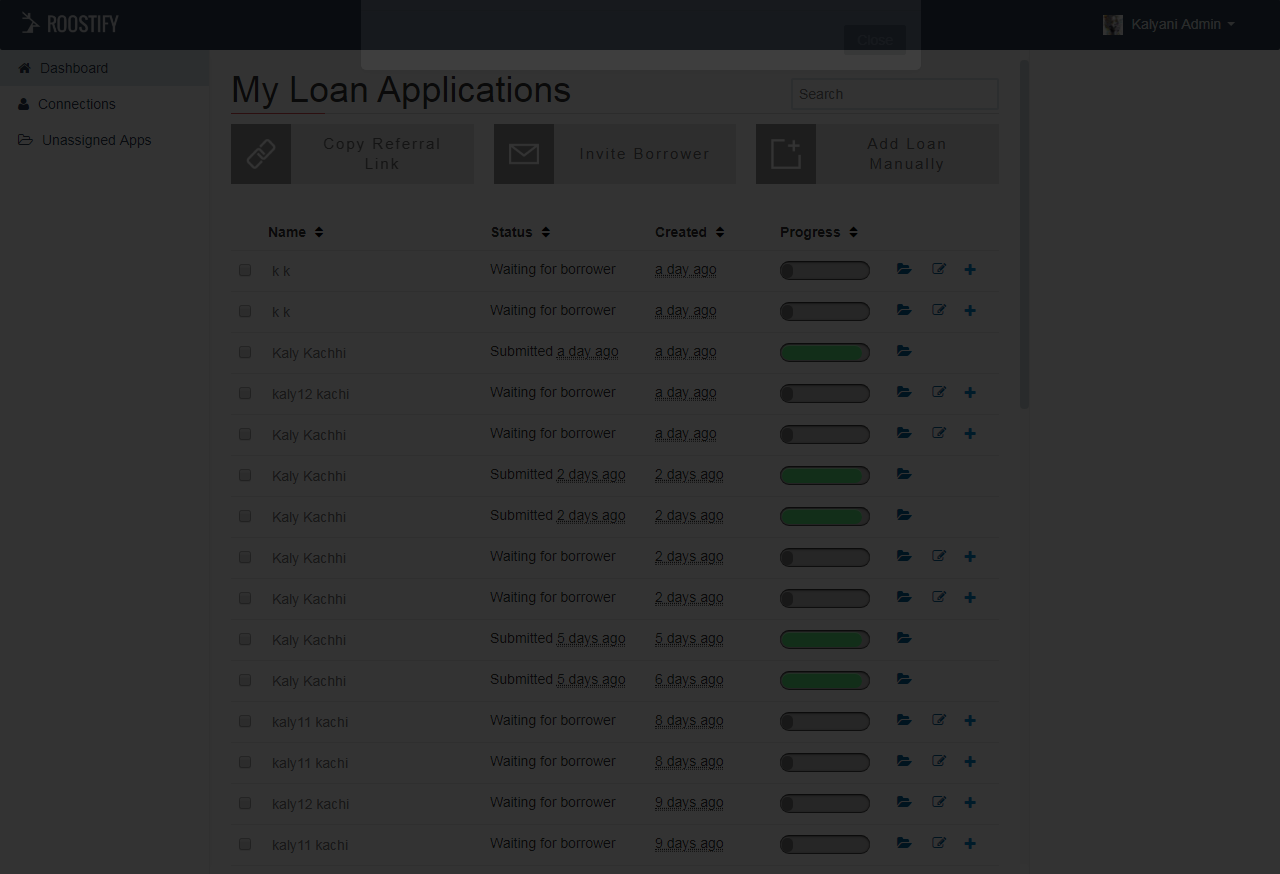 ROOSTIFY
Kalyani Admin
Close
Dashboard
Connections
Unassigned Apps
My Loan Applications
Search
Copy Referral
Link
Invite Borrower
Add Loan
Manually
Name Status Created Progress
k k Waiting for borrower a day ago
k k Waiting for borrower a day ago
Kaly Kachhi Submitted a day ago a day ago
kaly12 kachi Waiting for borrower a day ago
Kaly Kachhi Waiting for borrower a day ago
Kaly Kachhi Submitted 2 days ago 2 days ago
Kaly Kachhi Submitted 2 days ago 2 days ago
Kaly Kachhi Waiting for borrower 2 days ago
Kaly Kachhi Waiting for borrower 2 days ago
Kaly Kachhi Submitted 5 days ago 5 days ago
Kaly Kachhi Submitted 5 days ago 6 days ago
kaly11 kachi Waiting for borrower 8 days ago
kaly11 kachi Waiting for borrower 8 days ago
kaly12 kachi Waiting for borrower 9 days ago
kaly11 kachi Waiting for borrower 9 days ago